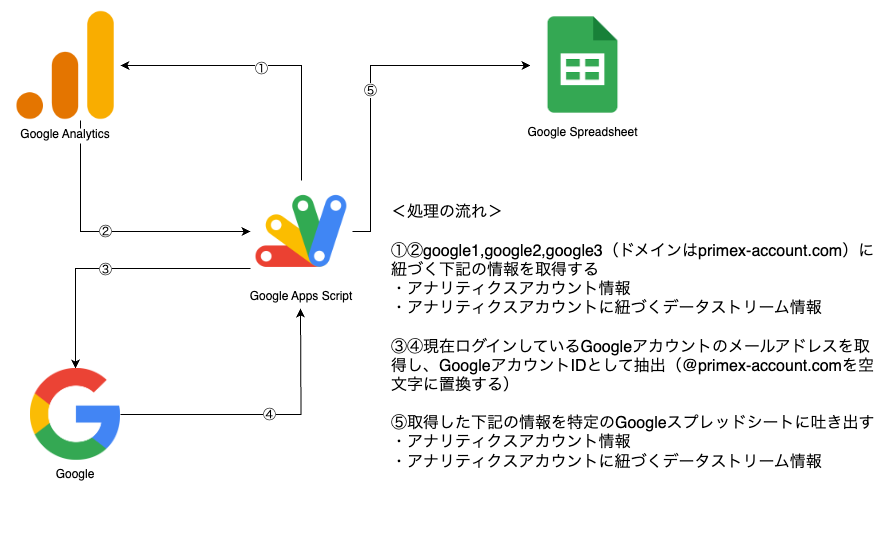 ①
⑤
Google Analytics
Google Spreadsheet
②
③
Google Apps Script
④
Google
＜処理の流れ＞
①②google1,google2,google3（ドメインはprimex-account.com）に
紐づく下記の情報を取得する
・アナリティクスアカウント情報
・アナリティクスアカウントに紐づくデータストリーム情報
③④現在ログインしているGoogleアカウントのメールアドレスを取
得し、GoogleアカウントIDとして抽出（@primex-account.comを空
文字に置換する）
⑤取得した下記の情報を特定のGoogleスプレッドシートに吐き出す
・アナリティクスアカウント情報
・アナリティクスアカウントに紐づくデータストリーム情報